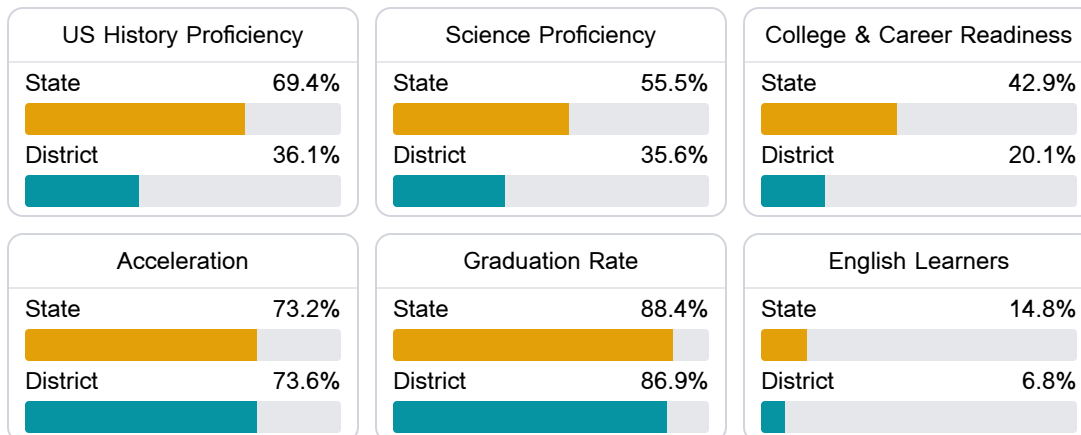 US History Proficiency
State 69.4%
District 36.1%
Science Proficiency
State 55.5%
District 35.6%
College & Career Readiness
State 42.9%
District 20.1%
Acceleration
State 73.2%
District 73.6%
Graduation Rate
State 88.4%
District 86.9%
English Learners
State 14.8%
District 6.8%